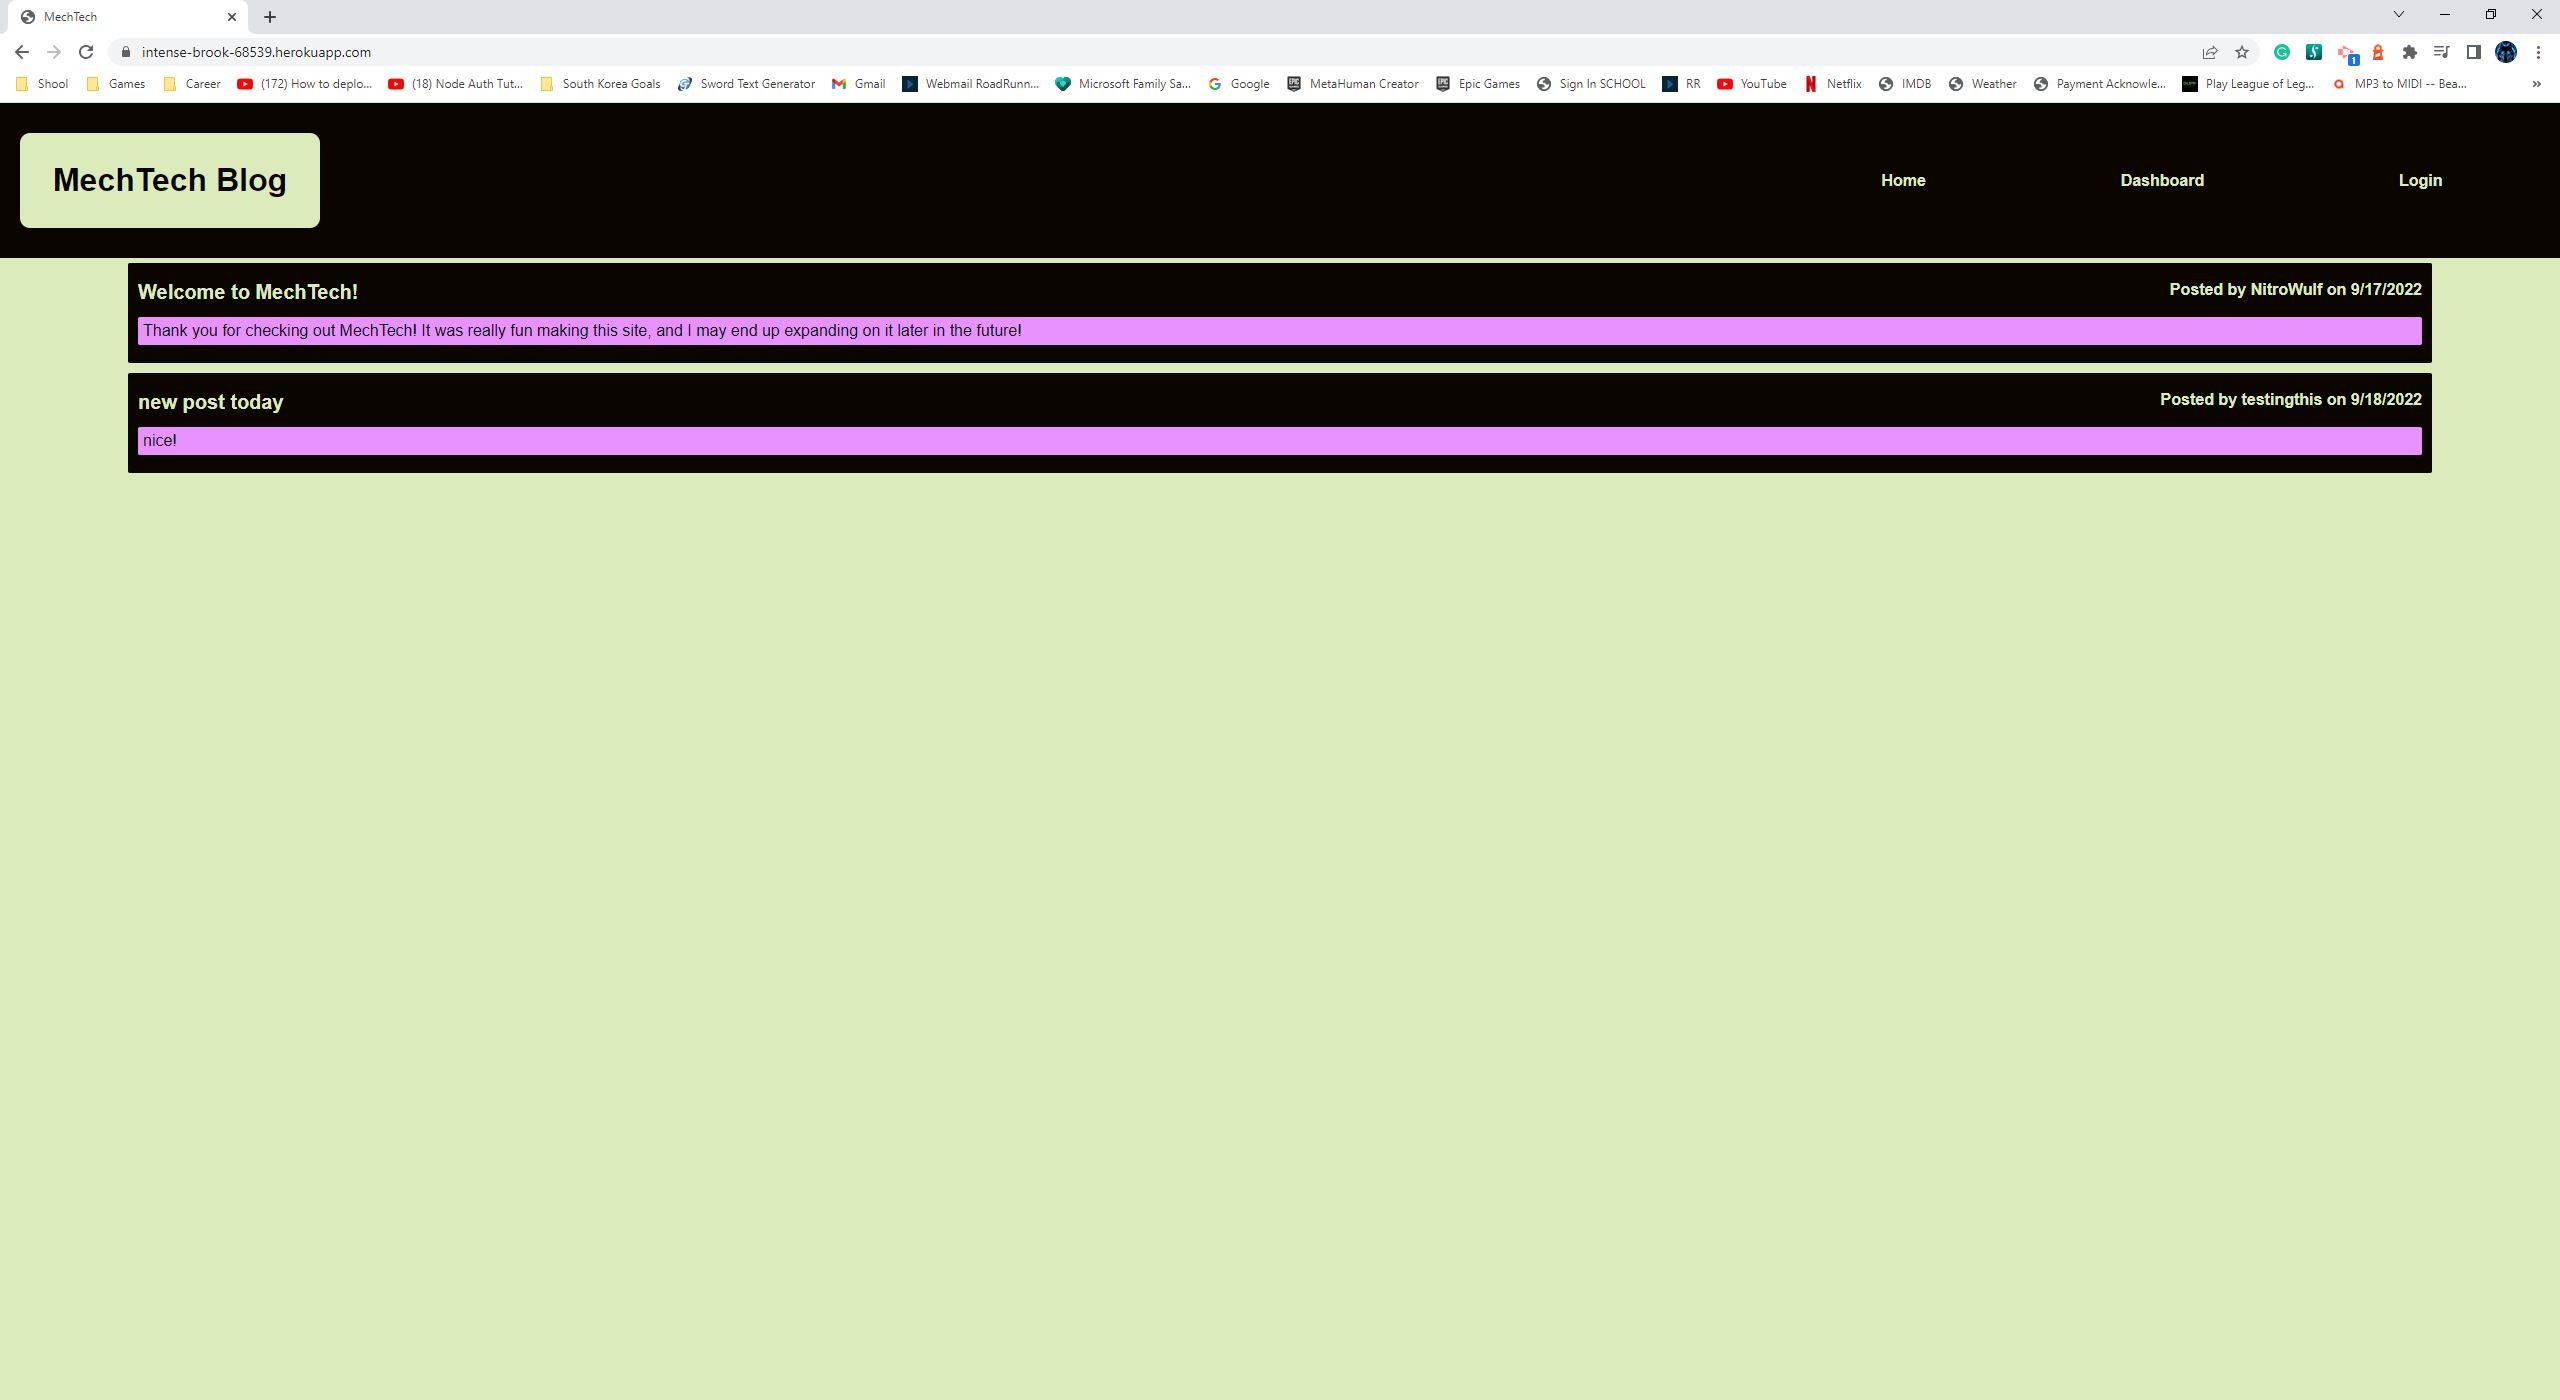 MechTech
intense-brook-68539.herokuapp.com
1
Shool Games Career (172) How to deplo... (18) Node Auth Tut... South Korea Goals Sword Text Generator Gmail Webmail RoadRunn... Microsoft Family Sa... Google MetaHuman Creator Epic Games Sign In SCHOOL RR YouTube Netflix IMDB Weather Payment Acknowle... Play League of Leg... MP3 to MIDI -- Bea... »
MechTech Blog
Home Dashboard Login
Welcome to MechTech! Posted by NitroWulf on 9/17/2022
Thank you for checking out MechTech! It was really fun making this site, and I may end up expanding on it later in the future!
new post today Posted by testingthis on 9/18/2022
nice!